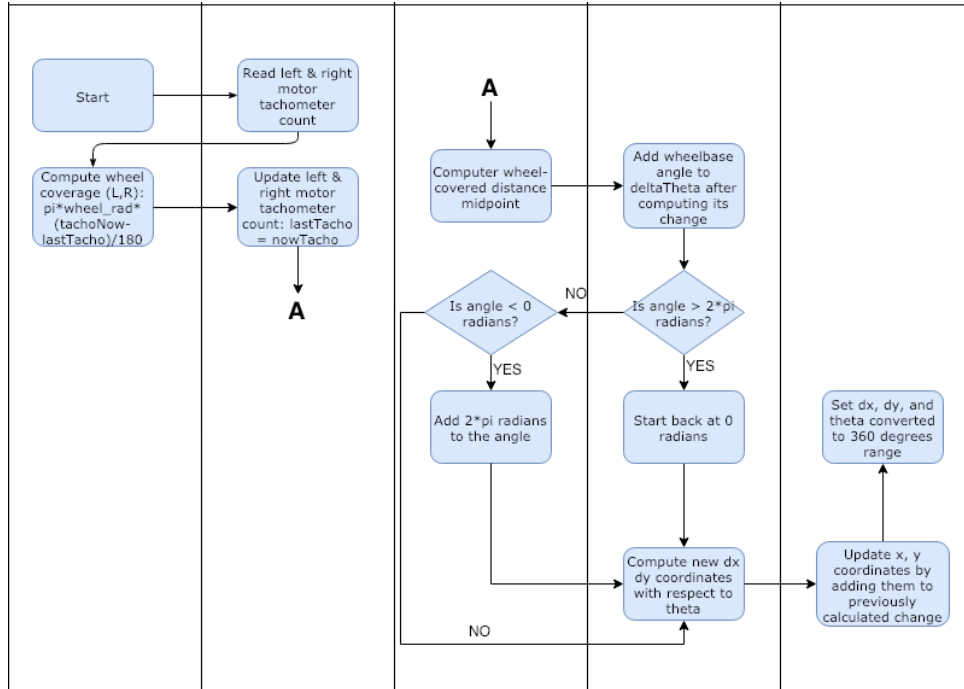 Start
Read left & right
motor
tachometer
count
Compute wheel
coverage (L,R):
pi*wheel_rad*
(tachoNow-
lastTacho)/180
Update left &
right motor
tachometer
count: lastTacho
= nowTacho
A
A
Computer wheel-
covered distance
midpoint
Add wheelbase
angle to
deltaTheta after
computing its
change
Is angle > 2*pi
radians?
NO
Is angle < 0
radians?
YES
YES
Add 2*pi radians
to the angle
Start back at 0
radians
NO
Compute new dx
dy coordinates
with respect to
theta
Update x, y
coordinates by
adding them to
previously
calculated change
Set dx, dy, and
theta converted
to 360 degrees
range